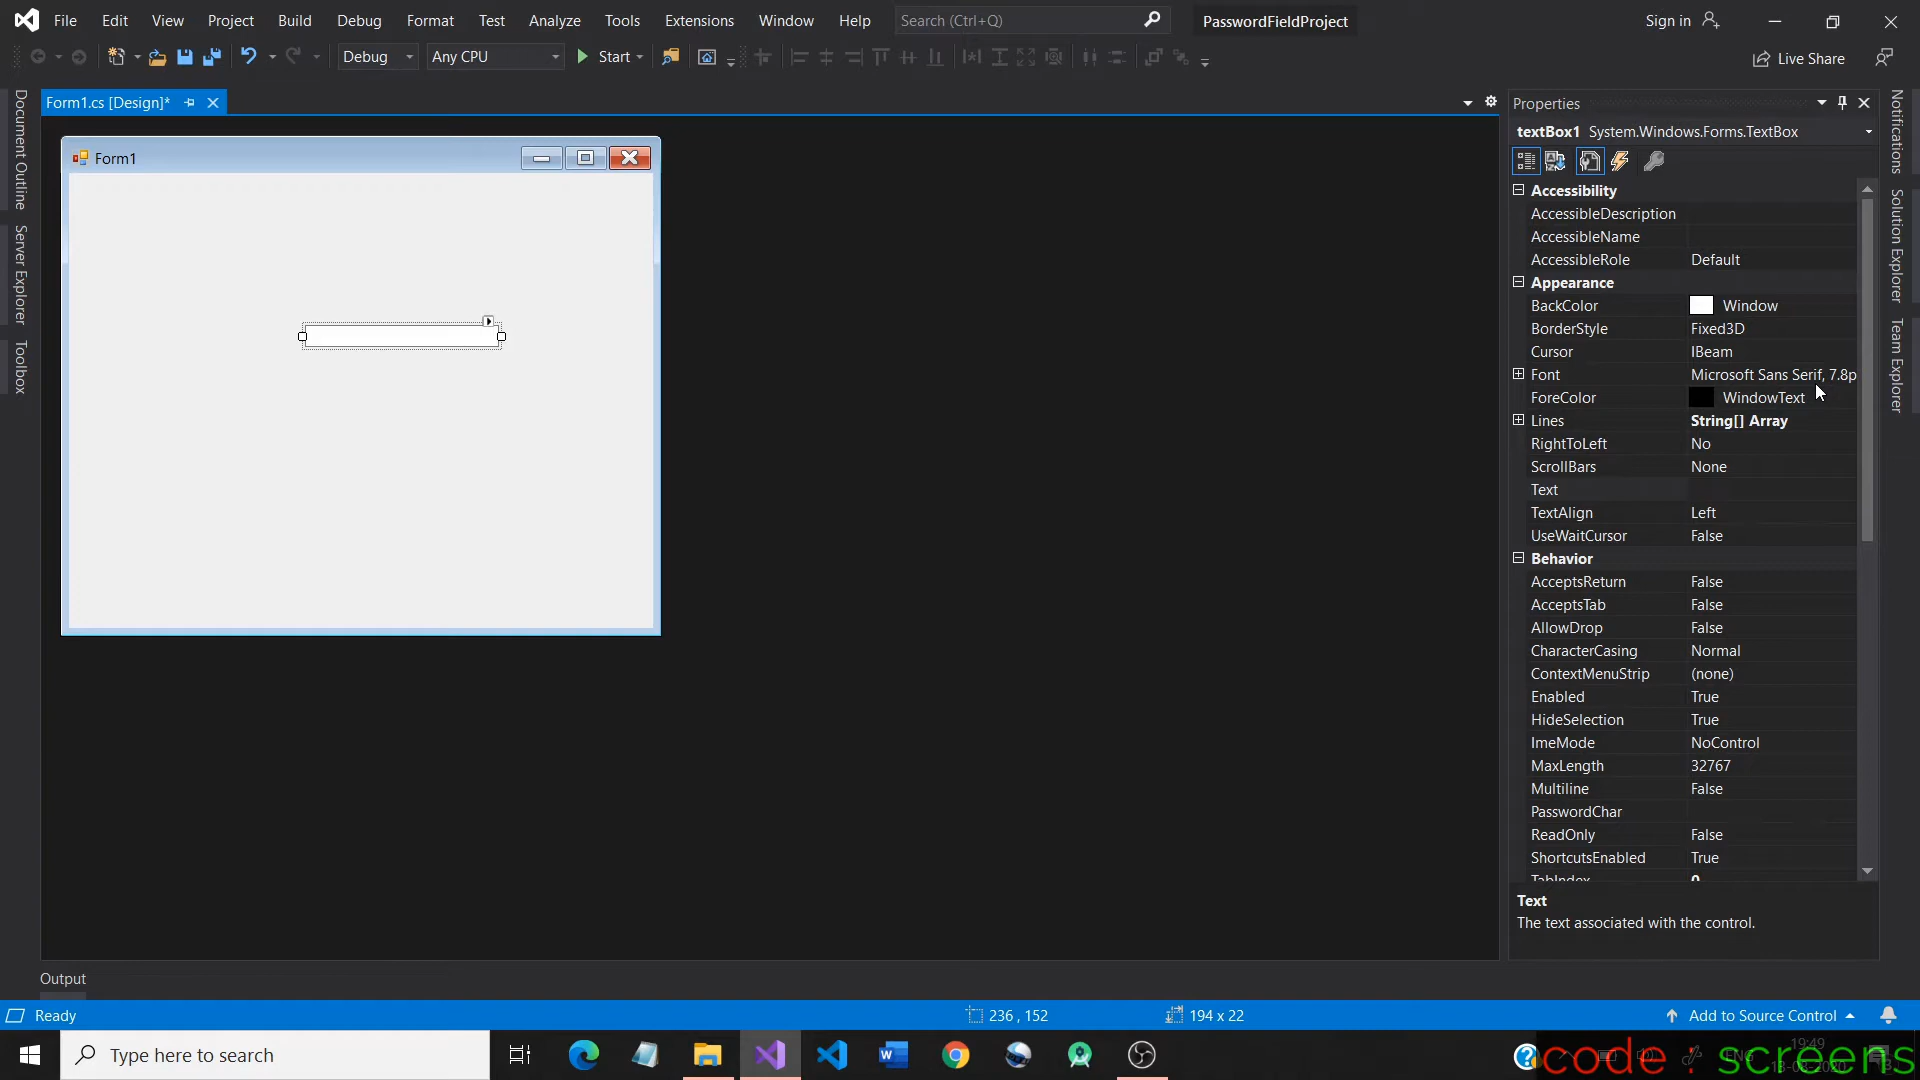 File Edit View Project Build Debug Format Test Analyze Tools Extensions Window Help Search (Ctrl+Q) PasswordFieldProject Sign in
Debug Any CPU Start Live Share
Document Outline
Server Explorer
Toolbox
Form1.cs [Design]*
Form1
Properties
textBox1 System.Windows.Forms.TextBox
Accessibility
AccessibleDescription
AccessibleName
AccessibleRole Default
Appearance
BackColor Window
BorderStyle Fixed3D
Cursor IBeam
Font Microsoft Sans Serif, 7.8p
ForeColor WindowText
Lines String[] Array
RightToLeft No
ScrollBars None
Text
TextAlign Left
UseWaitCursor False
Behavior
AcceptsReturn False
AcceptsTab False
AllowDrop False
CharacterCasing Normal
ContextMenuStrip (none)
Enabled True
HideSelection True
ImeMode NoControl
MaxLength 32767
Multiline False
PasswordChar
ReadOnly False
ShortcutsEnabled True
TabIndex 0
Text
The text associated with the control.
Notifications
Solution Explorer
Team Explorer
Output
Ready 236 , 152 194 x 22 Add to Source Control
Type here to search
ENG
19:49
code : screens